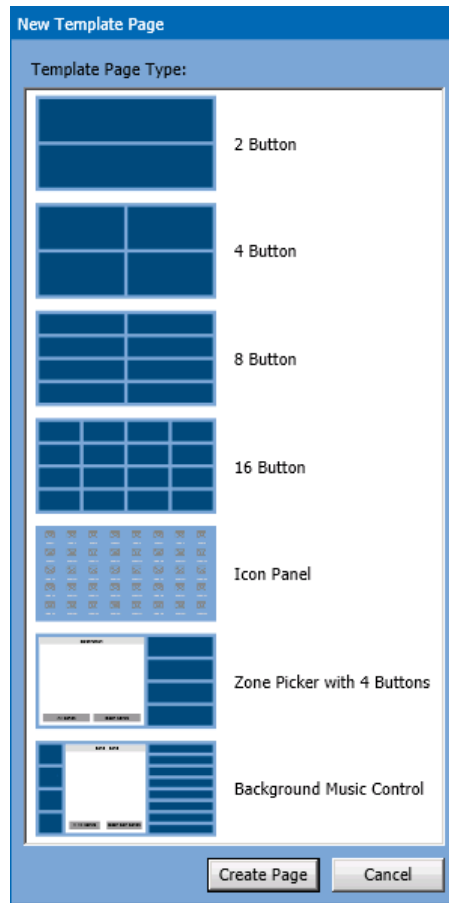 New Template Page
Template Page Type:
2 Button
4 Button
8 Button
16 Button
Icon Panel
Zone Picker with 4 Buttons
Background Music Control
Create Page
Cancel